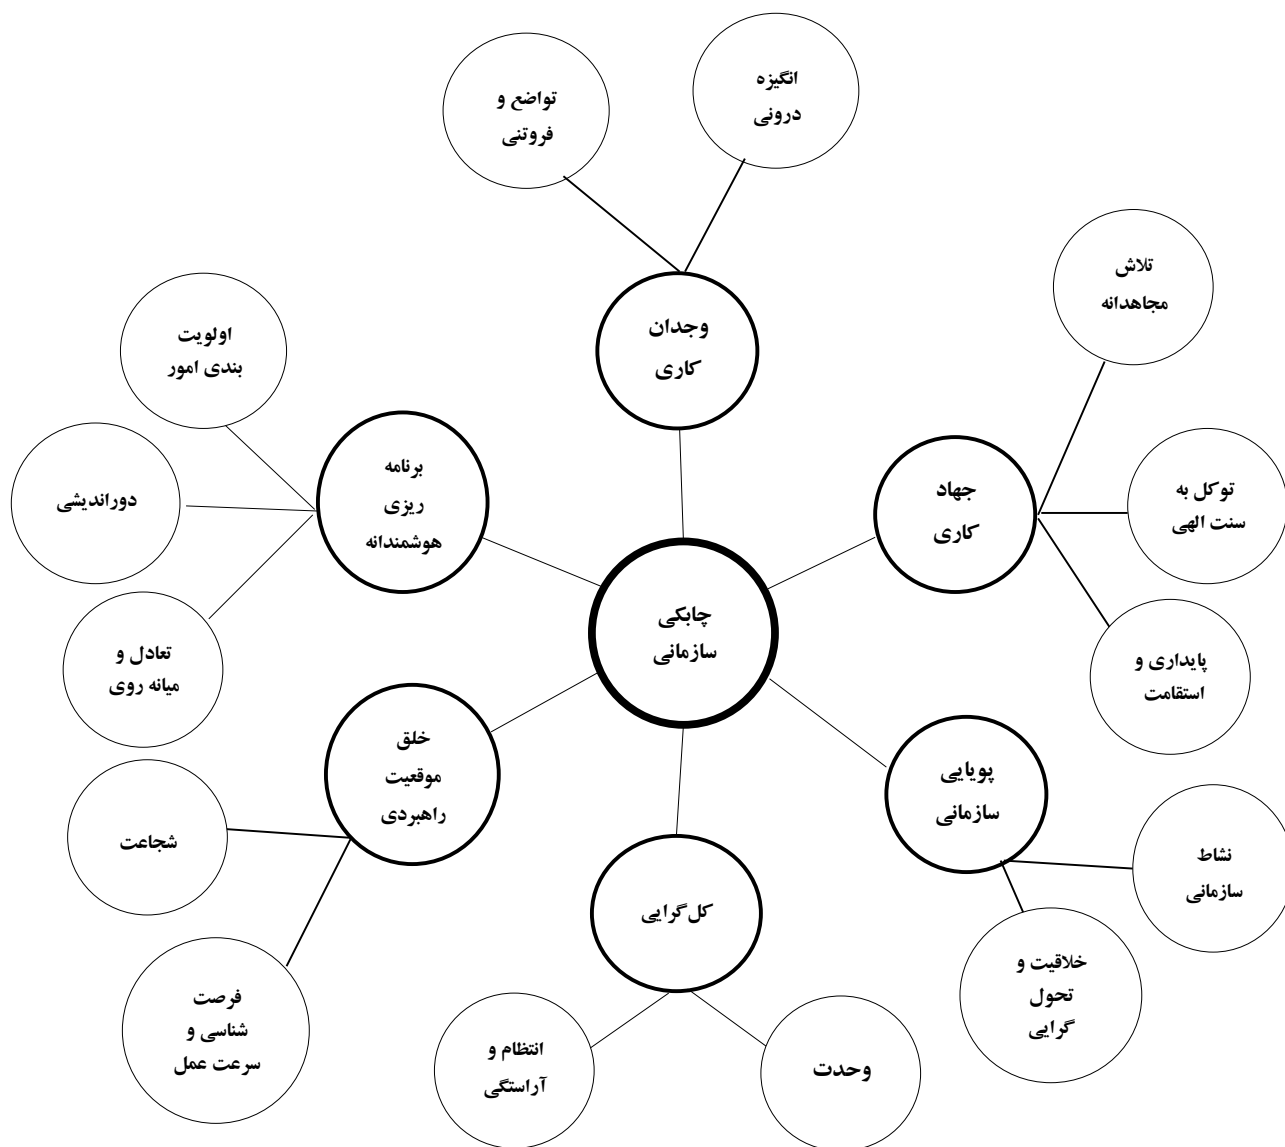 انگیزه
درونی
تواضع و
فروتنی
وجدان
کاری
تلاش
مجاهدانه
توکل به
سنت الهی
پایداری و
استقامت
جهاد
کاری
اولویت
بندی امور
دوراندیشی
تعادل و
میانه روی
برنامه
ریزی
هوشمندانه
چابکی
سازمانی
خلق
موقعیت
راهبردی
شجاعت
فرصت
شناسی و
سرعت عمل
پویایی
سازمانی
نشاط
سازمانی
خلاقیت و
تحول
گرایی
کل‌گرایی
وحدت
انتظام و
آراستگی